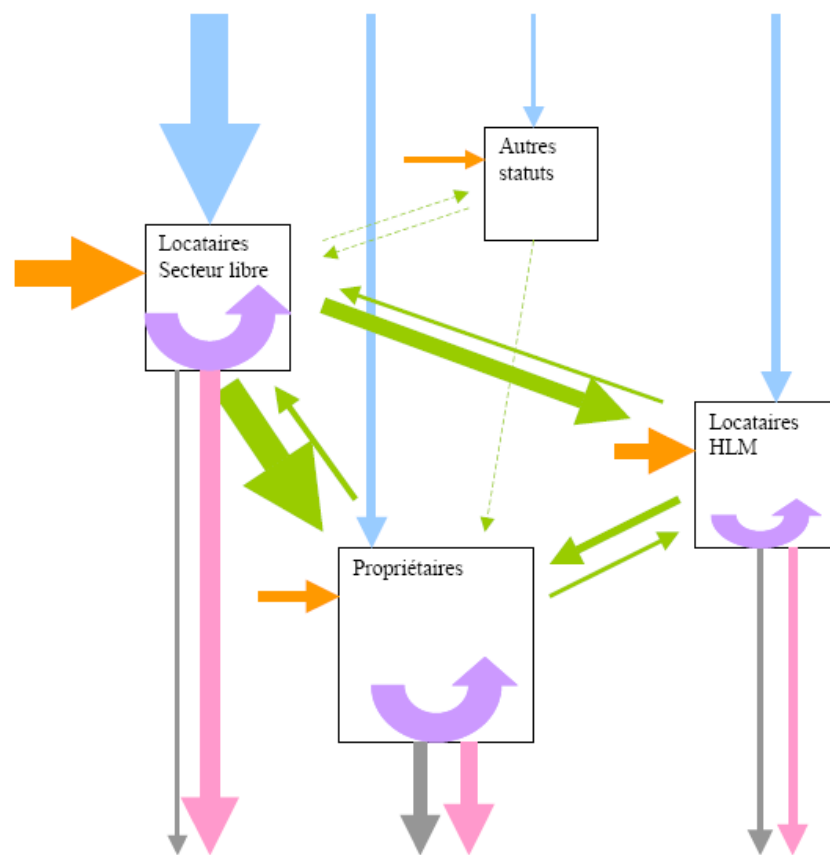 Autres
statuts
Locataires
Secteur libre
Locataires
HLM
Propriétaires